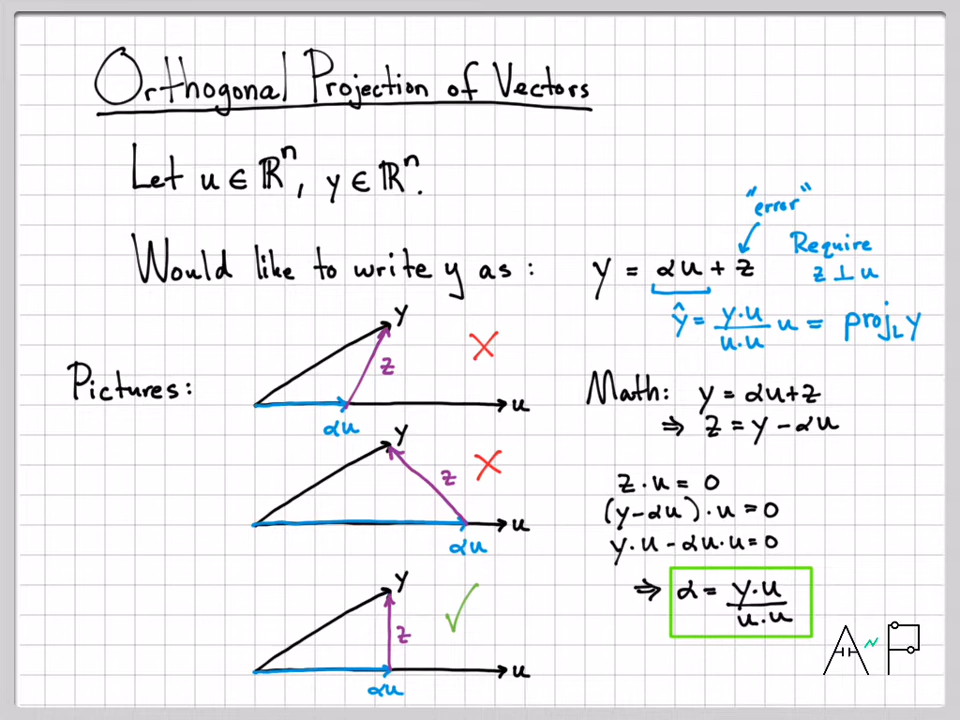 Orthogonal Projection of Vectors
Let u ∈ ℝⁿ, y ∈ ℝⁿ.
"error"
Would like to write y as: y = αu + z
Require
z ⊥ u
ŷ = y·u / u·u u = proj_L y
Pictures:
y
z
αu
u
y
z
αu
u
y
z
αu
u
Math: y = αu+z
⇒ z = y - αu
z·u = 0
(y-αu)·u = 0
y·u - αu·u = 0
⇒ α = y·u / u·u
A~P